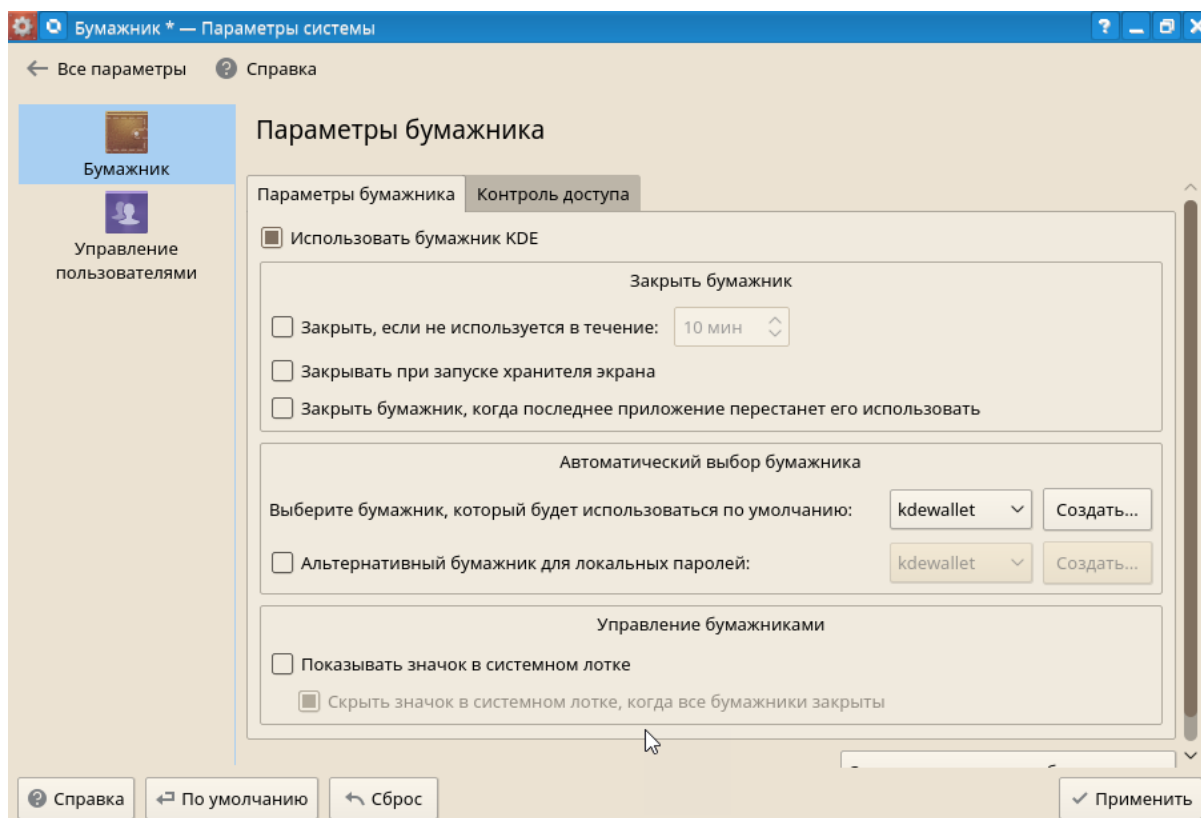 Бумажник * — Параметры системы
Все параметры Справка
Бумажник
Управление
пользователями
Параметры бумажника
Параметры бумажника Контроль доступа
Использовать бумажник KDE
Закрыть бумажник
Закрыть, если не используется в течение: 10 мин
Закрывать при запуске хранителя экрана
Закрыть бумажник, когда последнее приложение перестанет его использовать
Автоматический выбор бумажника
Выберите бумажник, который будет использоваться по умолчанию: kdewallet Создать...
Альтернативный бумажник для локальных паролей: kdewallet Создать...
Управление бумажниками
Показывать значок в системном лотке
Скрыть значок в системном лотке, когда все бумажники закрыты
Справка По умолчанию Сброс Применить